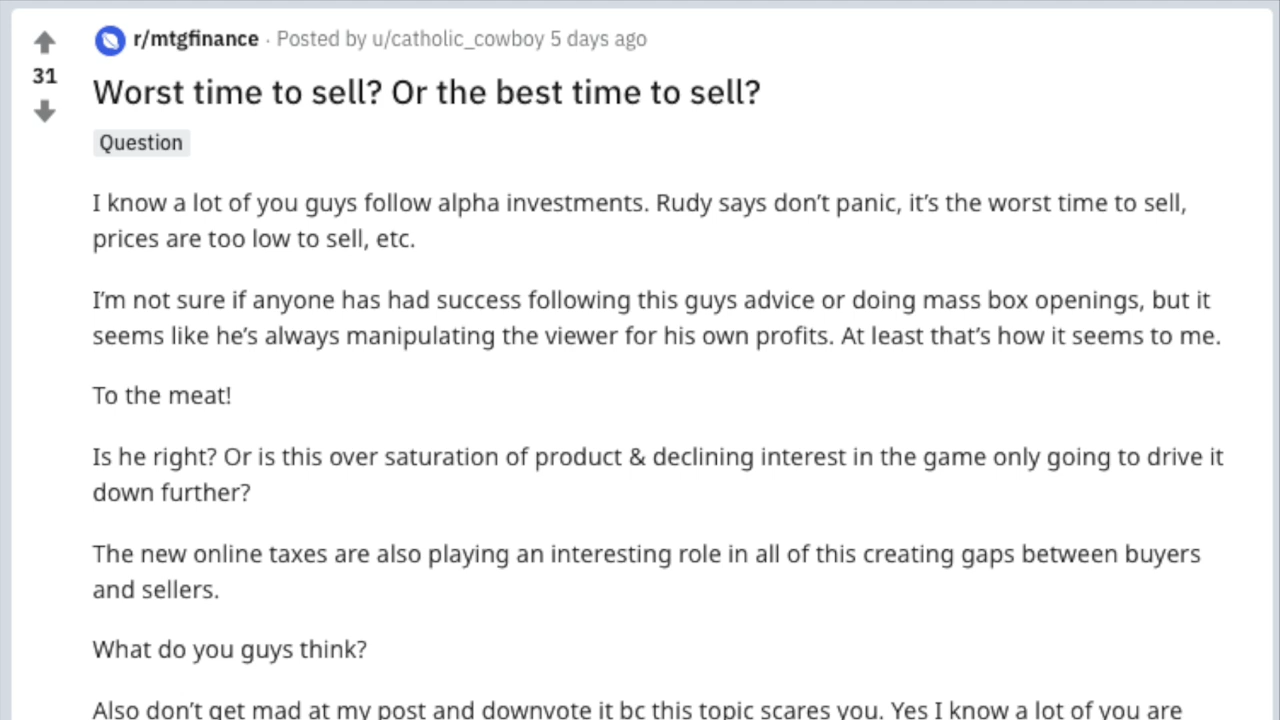 r/mtgfinance · Posted by u/catholic_cowboy 5 days ago
31
Worst time to sell? Or the best time to sell?
Question
I know a lot of you guys follow alpha investments. Rudy says don’t panic, it’s the worst time to sell,
prices are too low to sell, etc.
I’m not sure if anyone has had success following this guys advice or doing mass box openings, but it
seems like he’s always manipulating the viewer for his own profits. At least that’s how it seems to me.
To the meat!
Is he right? Or is this over saturation of product & declining interest in the game only going to drive it
down further?
The new online taxes are also playing an interesting role in all of this creating gaps between buyers
and sellers.
What do you guys think?
Also don’t get mad at my post and downvote it bc this topic scares you. Yes I know a lot of you are